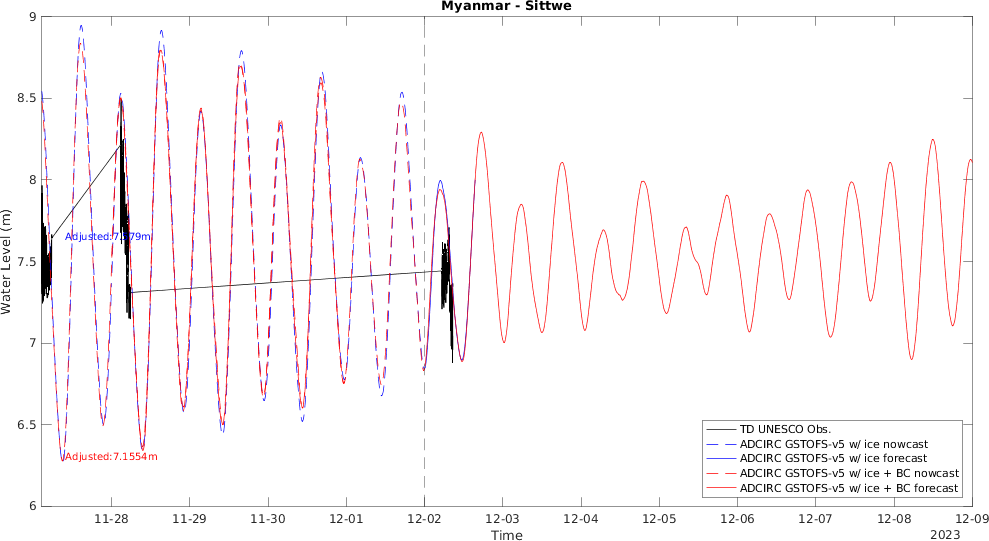 Myanmar - Sittwe
9
8.5
8
7.5
7
6.5
6
Water Level (m)
Adjusted:7.
79m
Adjusted:7.1554m
TD UNESCO Obs.
ADCIRC GSTOFS-v5 w/ ice nowcast
ADCIRC GSTOFS-v5 w/ ice forecast
ADCIRC GSTOFS-v5 w/ ice + BC nowcast
ADCIRC GSTOFS-v5 w/ ice + BC forecast
11-28
11-29
11-30
12-01
12-02
12-03
12-04
12-05
12-06
12-07
12-08
12-09
Time
2023